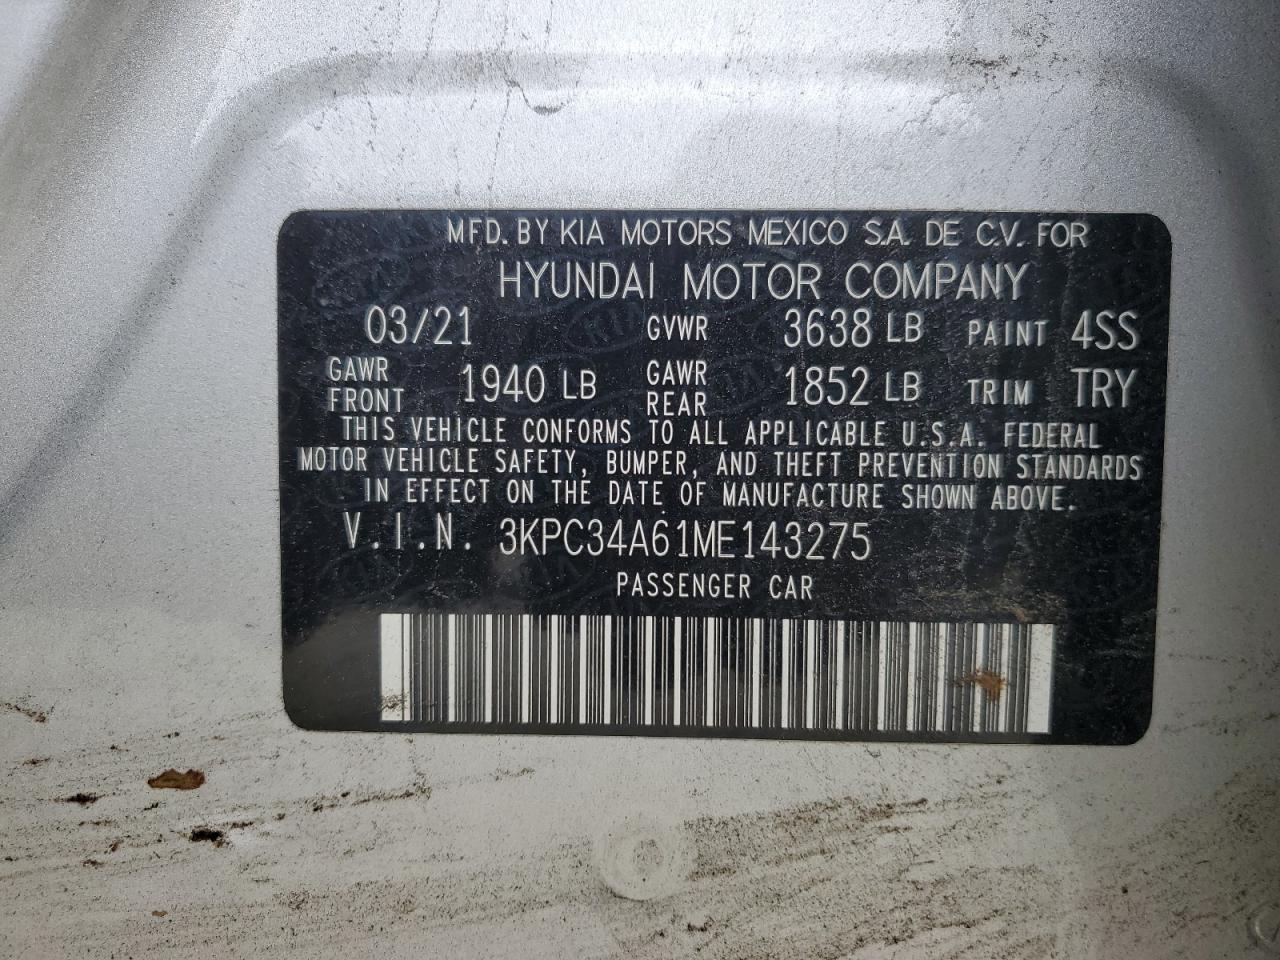 MFD. BY KIA MOTORS MEXICO S.A. DE C.V. FOR
HYUNDAI MOTOR COMPANY
03/21 GVWR 3638 LB PAINT 4SS
GAWR FRONT 1940 LB GAWR REAR 1852 LB TRIM TRY
THIS VEHICLE CONFORMS TO ALL APPLICABLE U.S.A. FEDERAL
MOTOR VEHICLE SAFETY, BUMPER, AND THEFT PREVENTION STANDARDS
IN EFFECT ON THE DATE OF MANUFACTURE SHOWN ABOVE.
V.I.N. 3KPC34A61ME143275
PASSENGER CAR